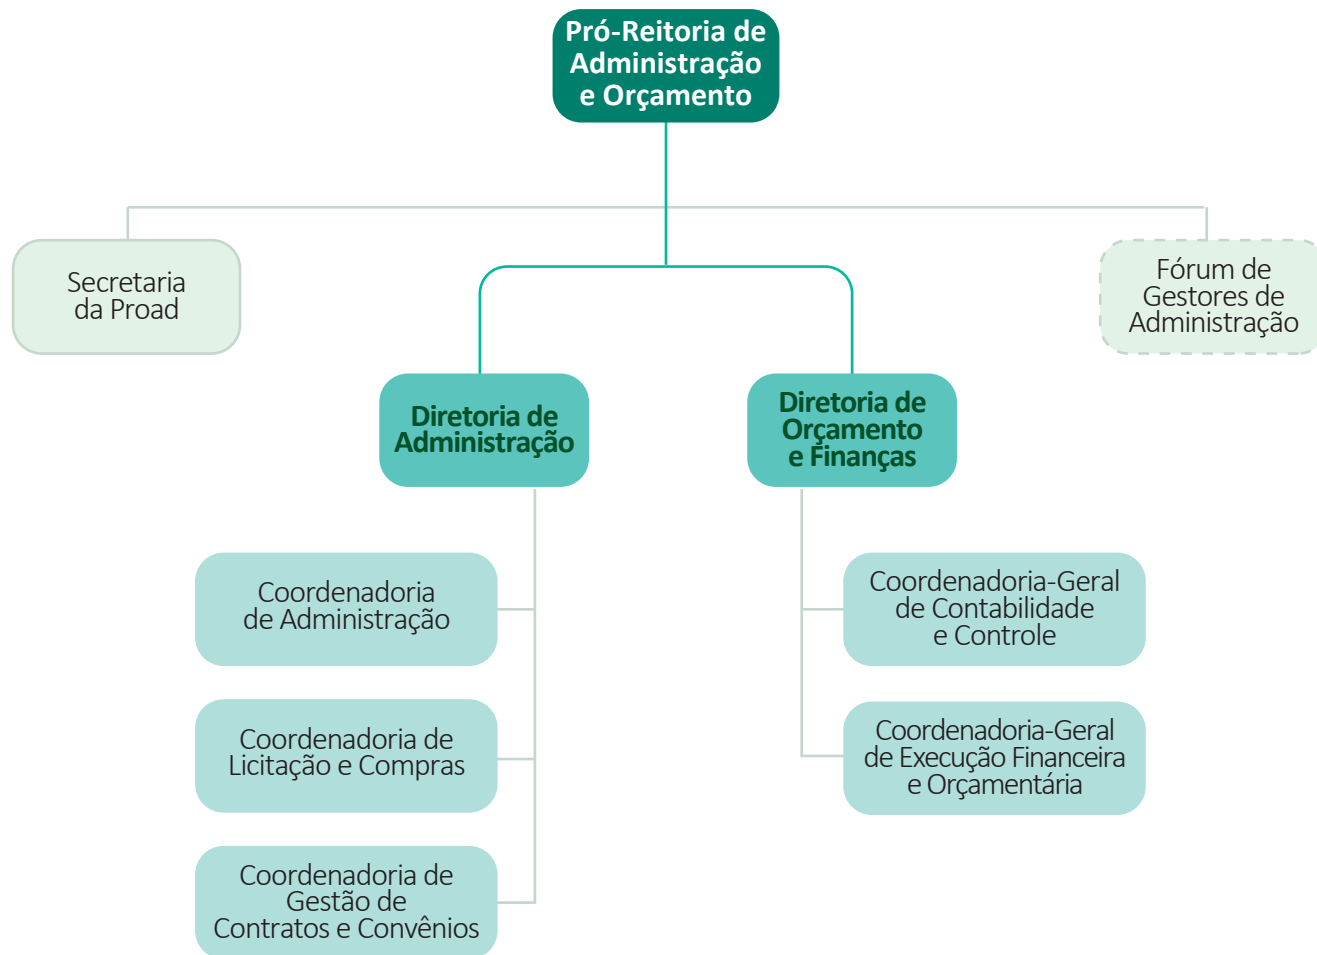 Pró-Reitoria de
Administração
e Orçamento
Secretaria
da Proad
Fórum de
Gestores de
Administração
Diretoria de
Administração
Diretoria de
Orçamento
e Finanças
Coordenadoria
de Administração
Coordenadoria de
Licitação e Compras
Coordenadoria de
Gestão de
Contratos e Convênios
Coordenadoria-Geral
de Contabilidade
e Controle
Coordenadoria-Geral
de Execução Financeira
e Orçamentária